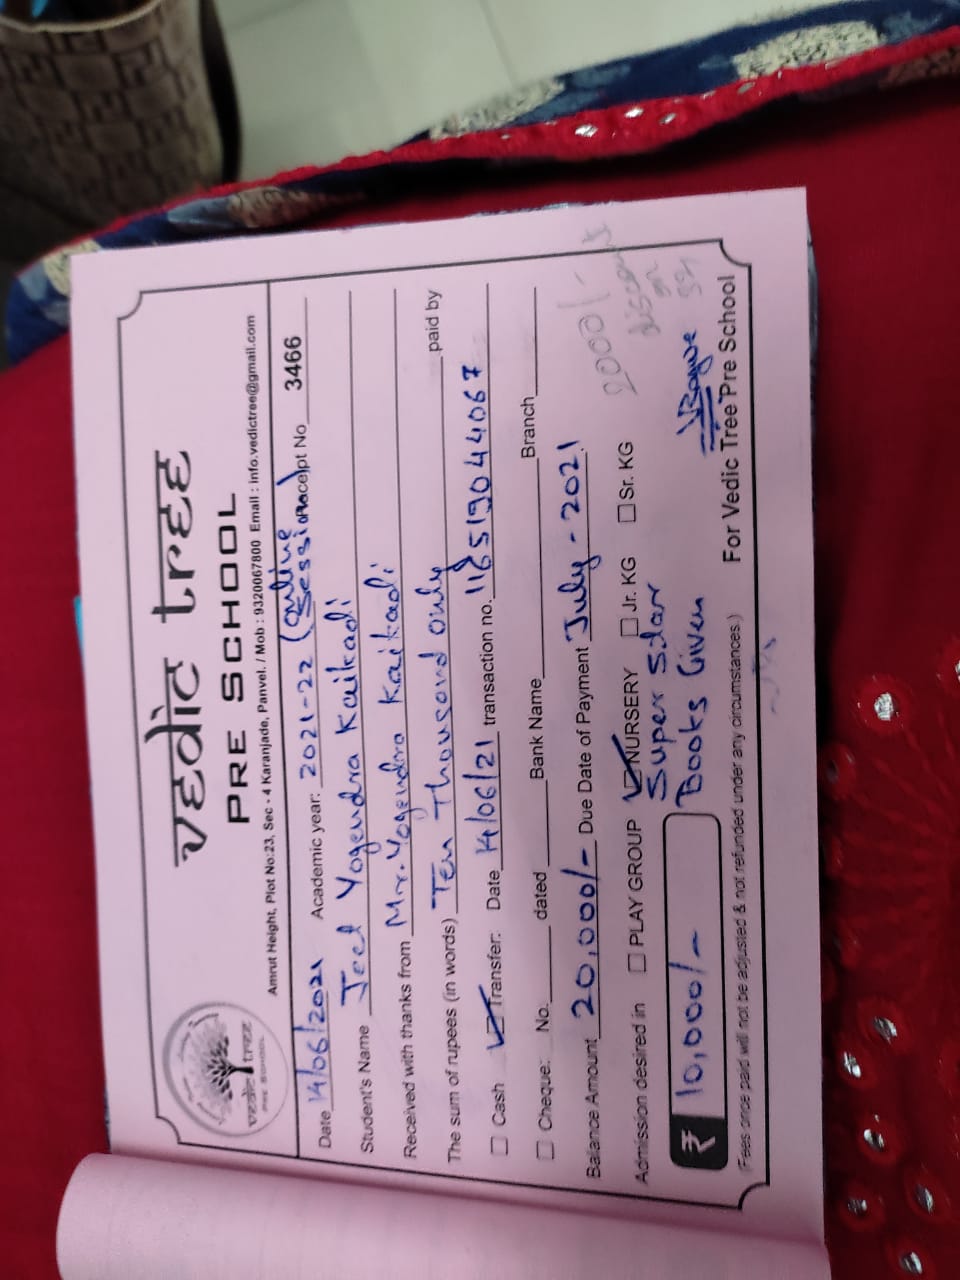 vedic tree
PRE SCHOOL
Amrut Height, Plot No:23, Sec - 4 Karanjade, Panvel. / Mob : 9320067800 Email : info.vedictree@gmail.com
vedic tree
PRE SCHOOL
Date 14/06/2021 Academic year: 2021-22 (Online Session) Receipt No 3466
Student's Name Jeet Yogendra Kaikadi
Received with thanks from Mr. Yogendra Kaikadi
The sum of rupees (in words) Ten Thousand only paid by
☐ Cash ☑ Transfer: Date 14/06/21 transaction no. 116519044067
☐ Cheque: No. dated Bank Name Branch
Balance Amount 20,000/- Due Date of Payment July - 2021
2000/- discount on
Admission desired in ☐ PLAY GROUP ☑ NURSERY ☐ Jr. KG ☐ Sr. KG
Super Star
₹ 10,000/- Books Given
(Fees once paid will not be adjusted & not refunded under any circumstances.) For Vedic Tree Pre School